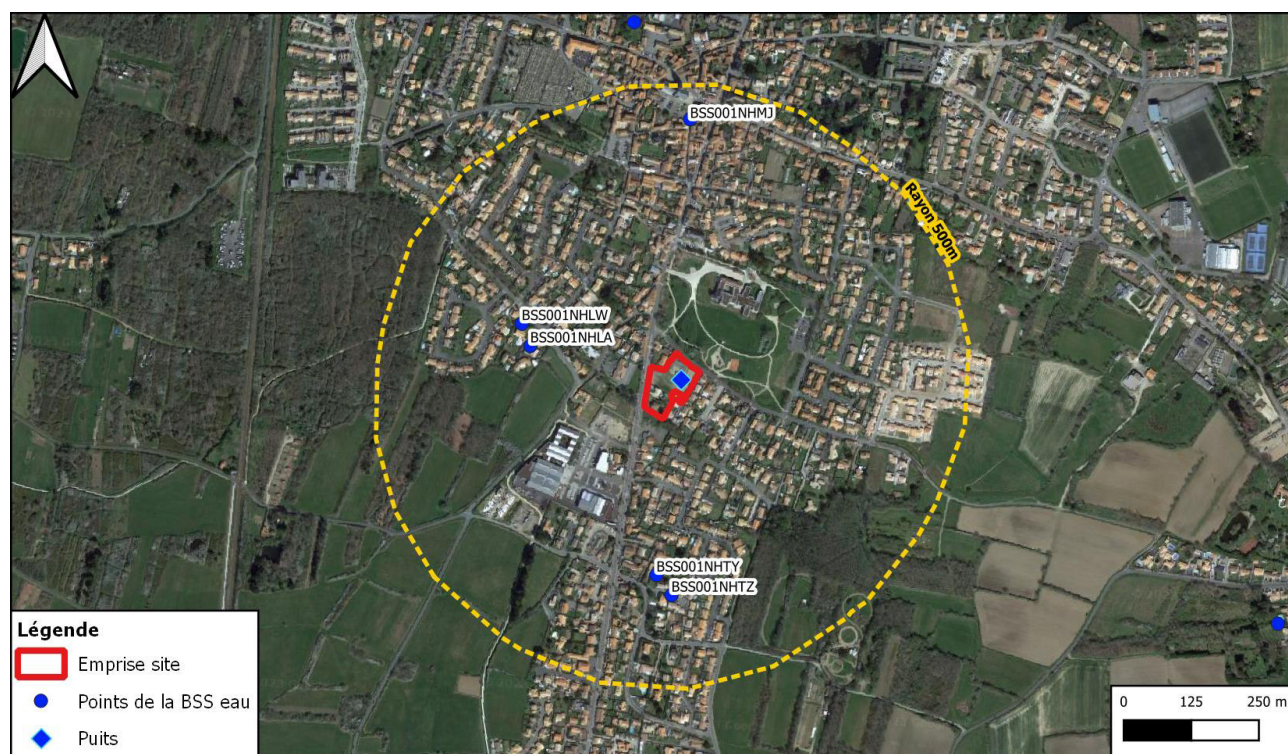 BSS001NHMJ
Rayon 500m
BSS001NHLW
BSS001NHLA
BSS001NHTY
BSS001NHTZ
Légende
Emprise site
Points de la BSS eau
Puits
0 125 250 m